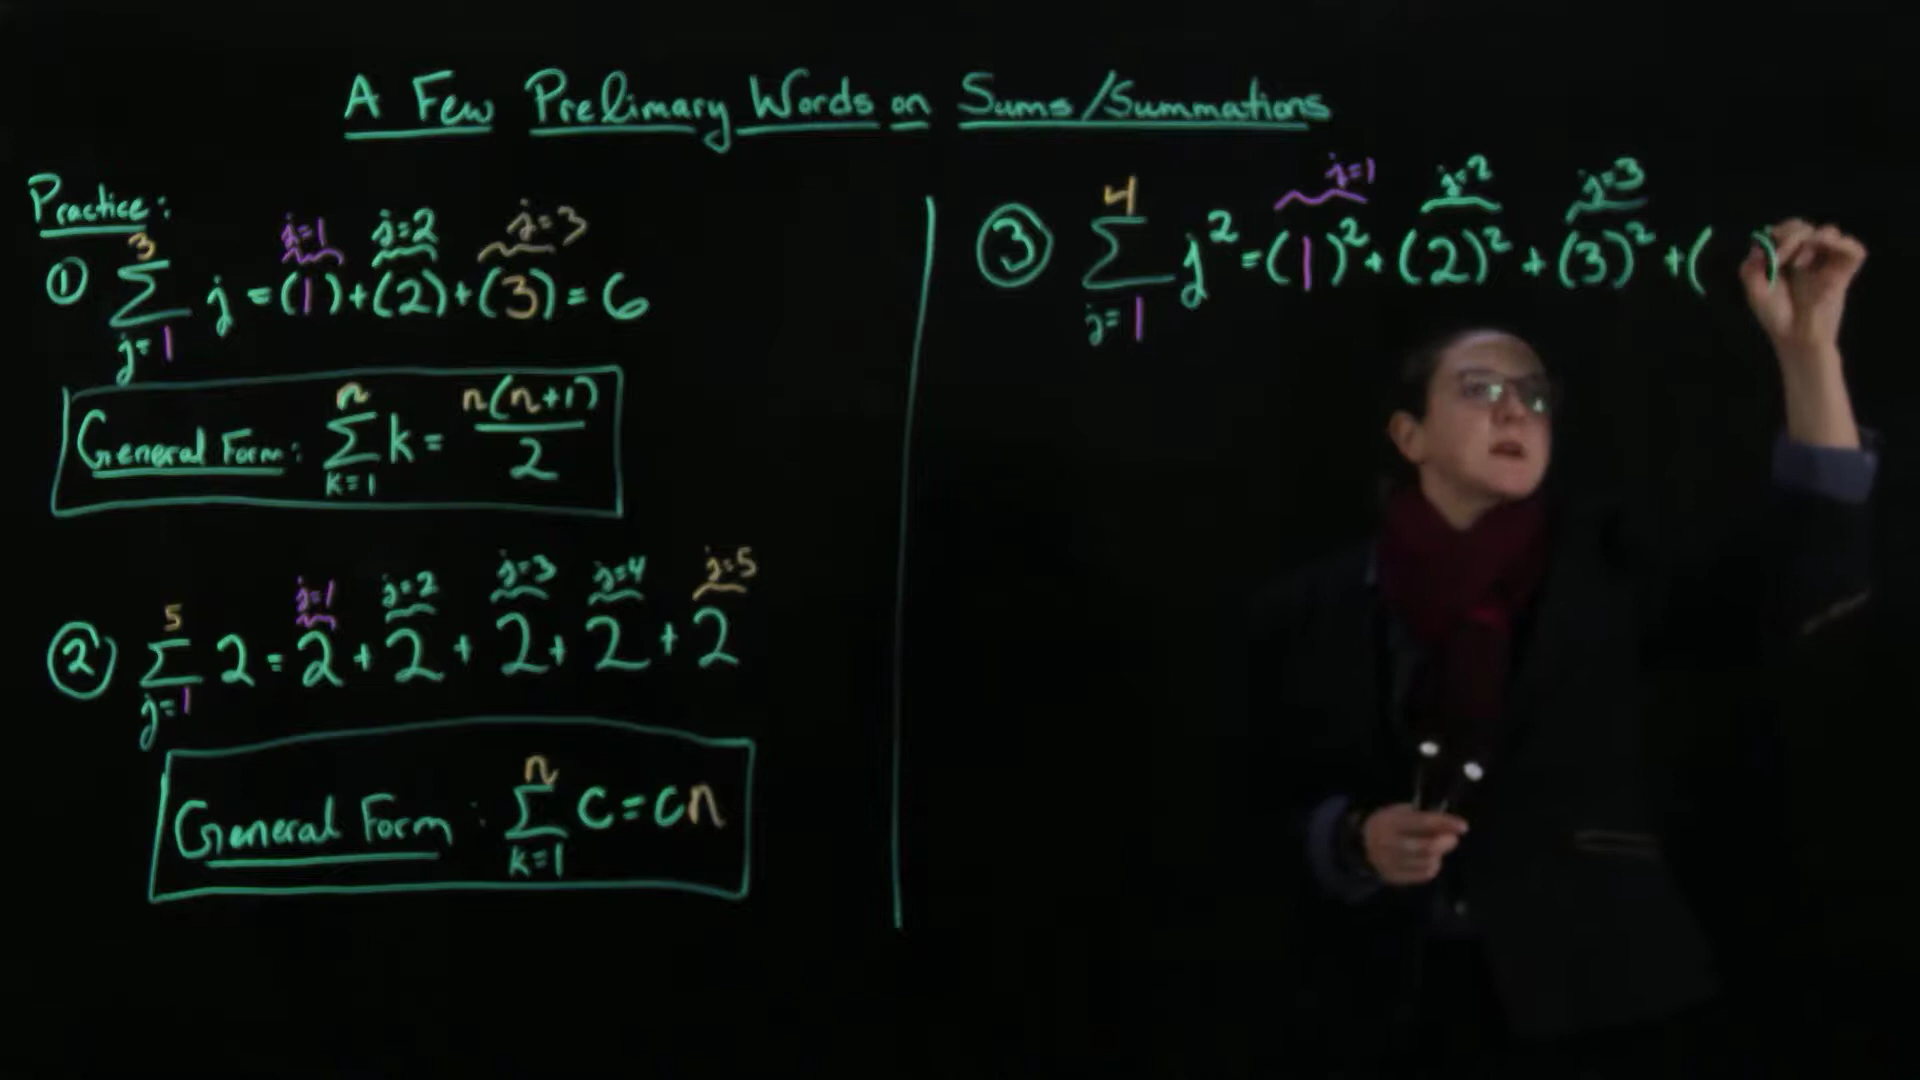 A Few Prelimary Words on Sums/Summations
Practice:
① 3 ∑ j=1 j = (1)+(2)+(3) = 6
j=1 j=2 j=3
General Form: n ∑ k=1 k = n(n+1) / 2
② 5 ∑ j=1 2 = 2 + 2 + 2 + 2 + 2
j=1 j=2 j=3 j=4 j=5
General Form: n ∑ k=1 c = cn
③ 4 ∑ j=1 j² = (1)² + (2)² + (3)² + ( )
j=1 j=2 j=3